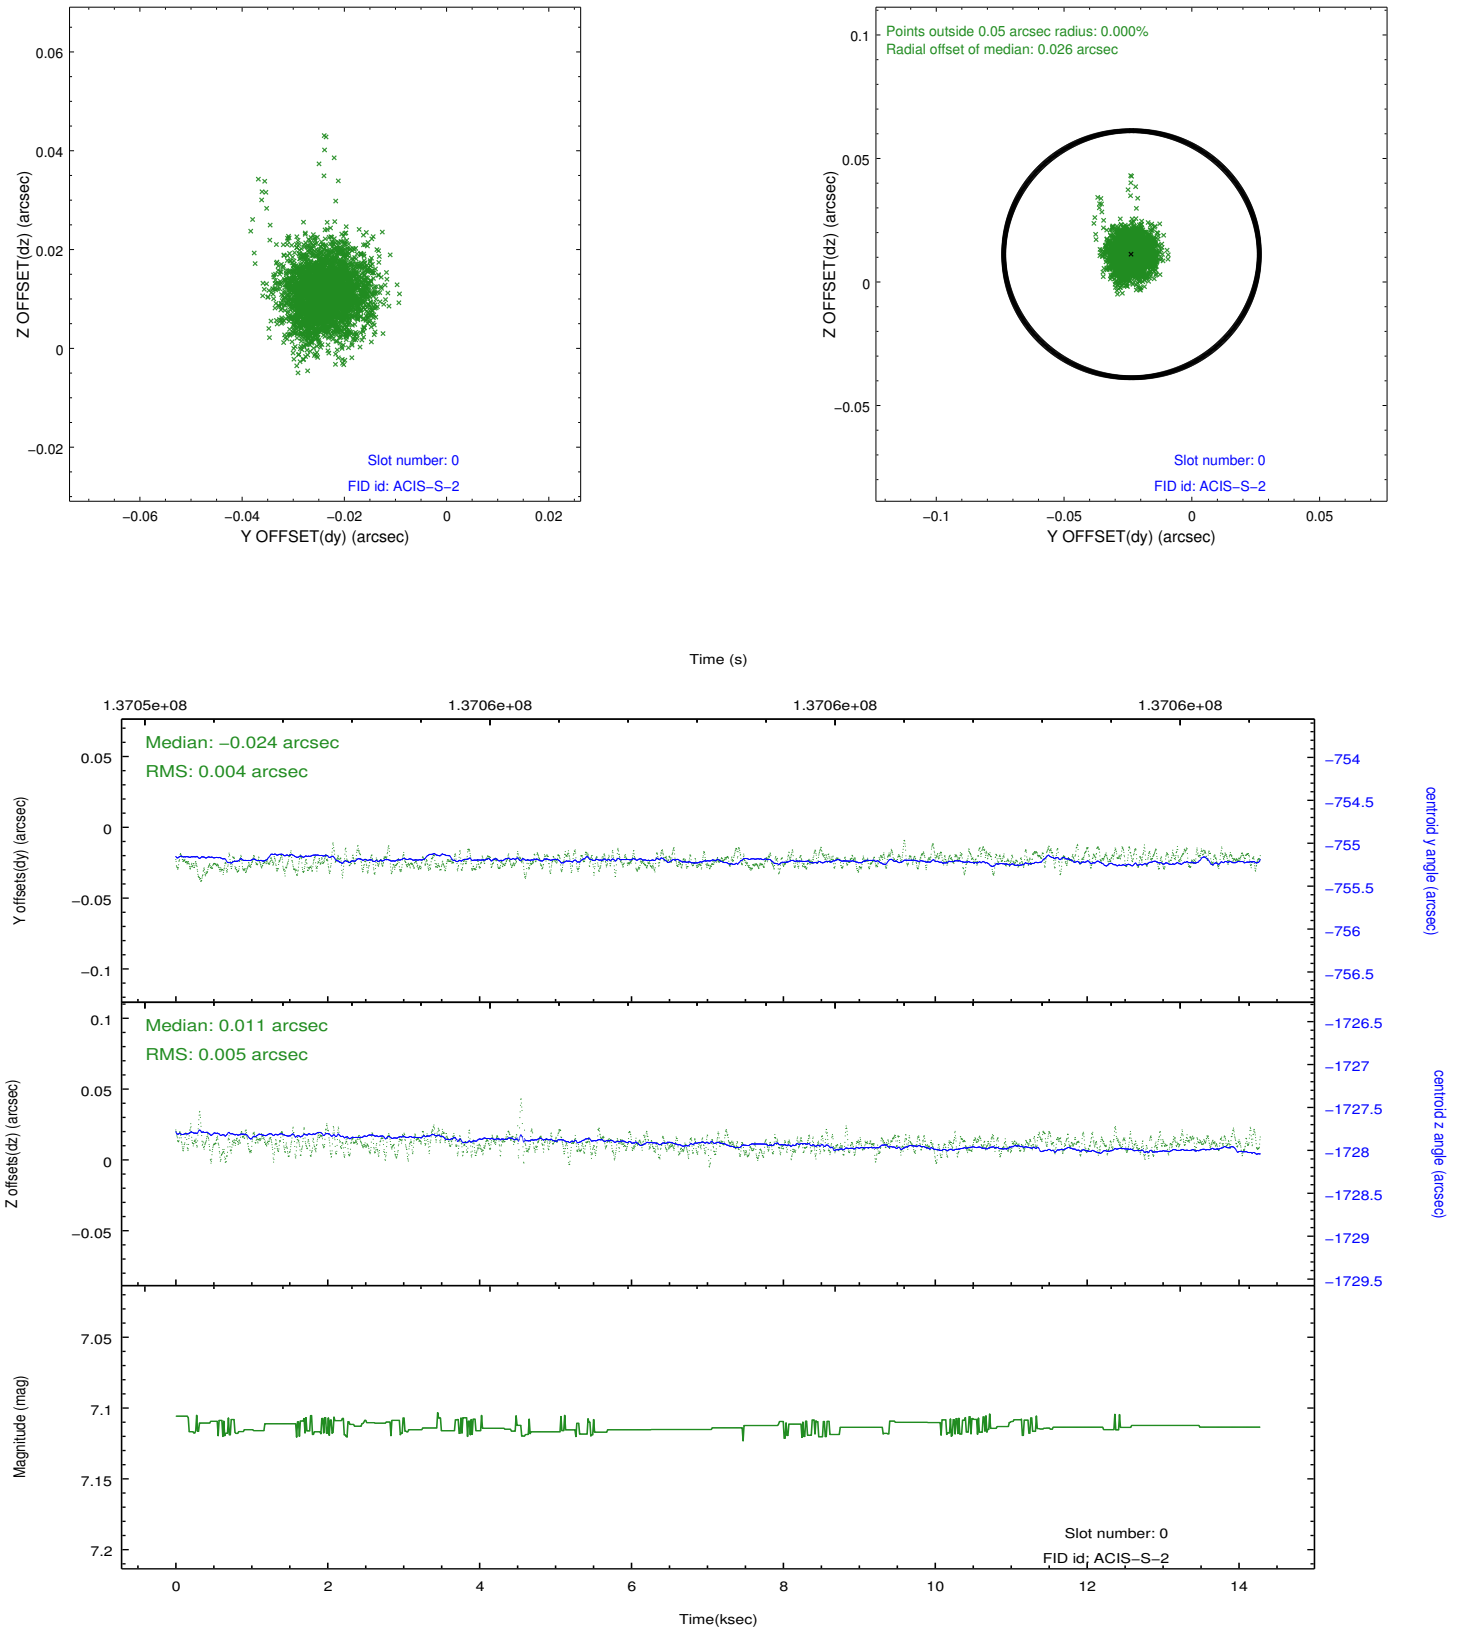 0.06
0.04
0.02
0
−0.02
Z OFFSET(dz) (arcsec)
Slot number: 0
FID id: ACIS−S−2
−0.06
−0.04
−0.02
0
0.02
Y OFFSET(dy) (arcsec)
Points outside 0.05 arcsec radius: 0.000%
Radial offset of median: 0.026 arcsec
0.1
0.05
0
−0.05
Z OFFSET(dz) (arcsec)
Slot number: 0
FID id: ACIS−S−2
−0.1
−0.05
0
0.05
Y OFFSET(dy) (arcsec)
Time (s)
1.3705e+08
1.3706e+08
1.3706e+08
1.3706e+08
Median: −0.024 arcsec
RMS: 0.004 arcsec
0.05
0
−0.05
−0.1
Y offsets(dy) (arcsec)
−754
−754.5
−755
−755.5
−756
−756.5
centroid y angle (arcsec)
Median: 0.011 arcsec
RMS: 0.005 arcsec
0.1
0.05
0
−0.05
Z offsets(dz) (arcsec)
−1726.5
−1727
−1727.5
−1728
−1728.5
−1729
−1729.5
centroid z angle (arcsec)
7.05
7.1
7.15
7.2
Magnitude (mag)
Slot number: 0
FID id: ACIS−S−2
0
2
4
6
8
10
12
14
Time(ksec)